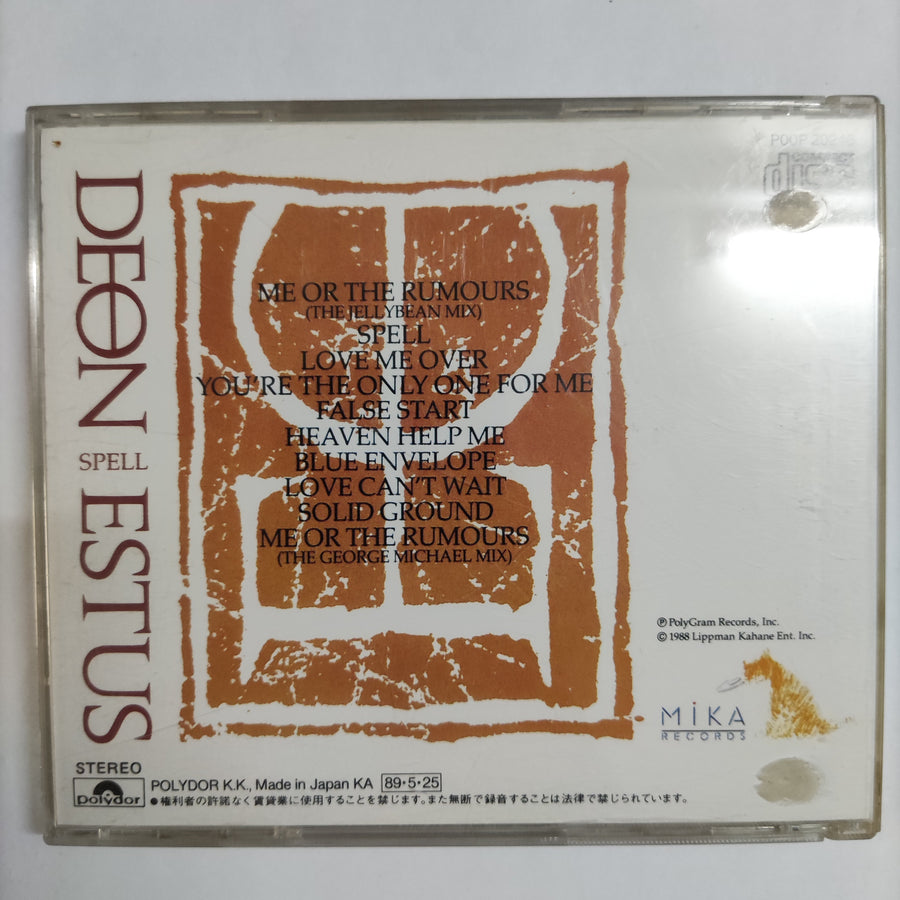 DEON ESTUS
SPELL
COMPACT
disc
ME OR THE RUMOURS
(THE JELLYBEAN MIX)
SPELL
LOVE ME OVER
YOU'RE THE ONLY ONE FOR ME
FALSE START
HEAVEN HELP ME
BLUE ENVELOPE
LOVE CAN'T WAIT
SOLID GROUND
ME OR THE RUMOURS
(THE GEORGE MICHAEL MIX)
Ⓟ PolyGram Records, Inc.
© 1988 Lippman Kahane Ent. Inc.
MiKA
RECORDS
STEREO
polydor
POLYDOR K.K., Made in Japan KA 89·5·25
●権利者の許諾なく賃貸業に使用することを禁じます。また無断で録音することは法律で禁じられています。